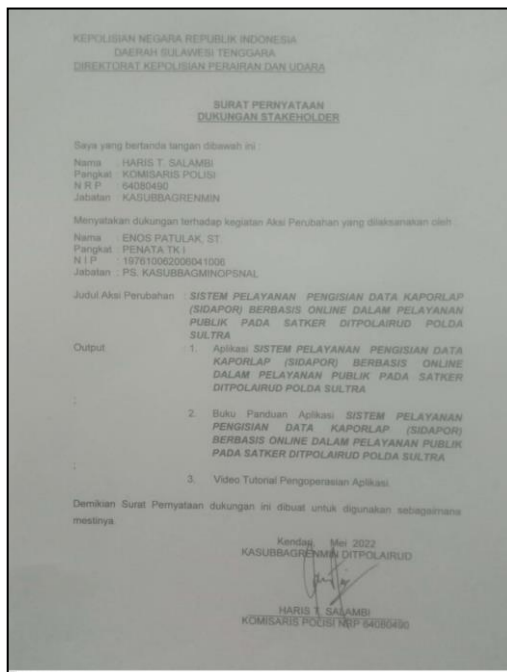 KEPOLISIAN NEGARA REPUBLIK INDONESIA
DAERAH SULAWESI TENGGARA
DIREKTORAT KEPOLISIAN PERAIRAN DAN UDARA
SURAT PERNYATAAN
DUKUNGAN STAKEHOLDER
Saya yang bertanda tangan dibawah ini :
Nama : HARIS T. SALAMBI
Pangkat : KOMISARIS POLISI
N R P : 64080490
Jabatan : KASUBBAGRENMIN
Menyatakan dukungan terhadap kegiatan Aksi Perubahan yang dilaksanakan oleh :
Nama : ENOS PATULAK, ST.
Pangkat : PENATA TK I
N I P : 197610062006041006
Jabatan : PS. KASUBBAGMINOPSNAL
Judul Aksi Perubahan : SISTEM PELAYANAN PENGISIAN DATA KAPORLAP
(SIDAPOR) BERBASIS ONLINE DALAM PELAYANAN
PUBLIK PADA SATKER DITPOLAIRUD POLDA
SULTRA
Output : 1. Aplikasi SISTEM PELAYANAN PENGISIAN DATA
KAPORLAP (SIDAPOR) BERBASIS ONLINE
DALAM PELAYANAN PUBLIK PADA SATKER
DITPOLAIRUD POLDA SULTRA
:
2. Buku Panduan Aplikasi SISTEM PELAYANAN
PENGISIAN DATA KAPORLAP (SIDAPOR)
BERBASIS ONLINE DALAM PELAYANAN PUBLIK
PADA SATKER DITPOLAIRUD POLDA SULTRA
:
3. Video Tutorial Pengoperasian Aplikasi.
Demikian Surat Pernyataan dukungan ini dibuat untuk digunakan sebagaimana
mestinya
Kendari, Mei 2022
KASUBBAGRENMIN DITPOLAIRUD
HARIS T. SALAMBI
KOMISARIS POLISI NRP 64080490